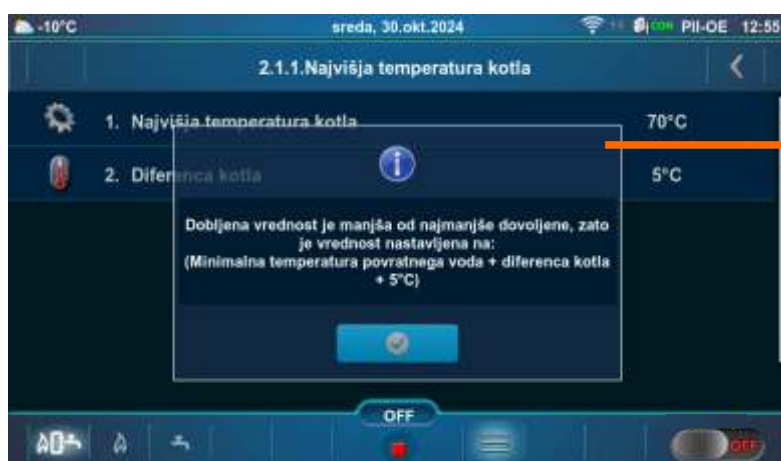 -10°C sreda, 30.okt.2024 PII-OE 12:55
2.1.1.Najvišja temperatura kotla
1. Najvišja temperatura kotla 70°C
2. Diferenca kotla 5°C
Dobljena vrednost je manjša od najmanjše dovoljene, zato
je vrednost nastavljena na:
(Minimalna temperatura povratnega voda + diferenca kotla
+ 5°C)
OFF
OFF